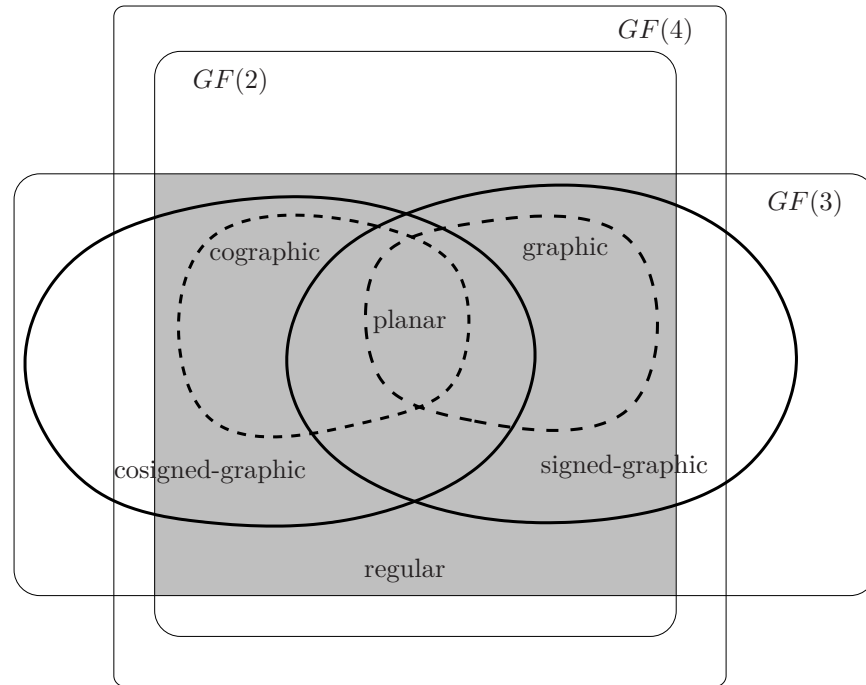 GF(4)
GF(2)
GF(3)
cographic
graphic
planar
cosigned-graphic
signed-graphic
regular